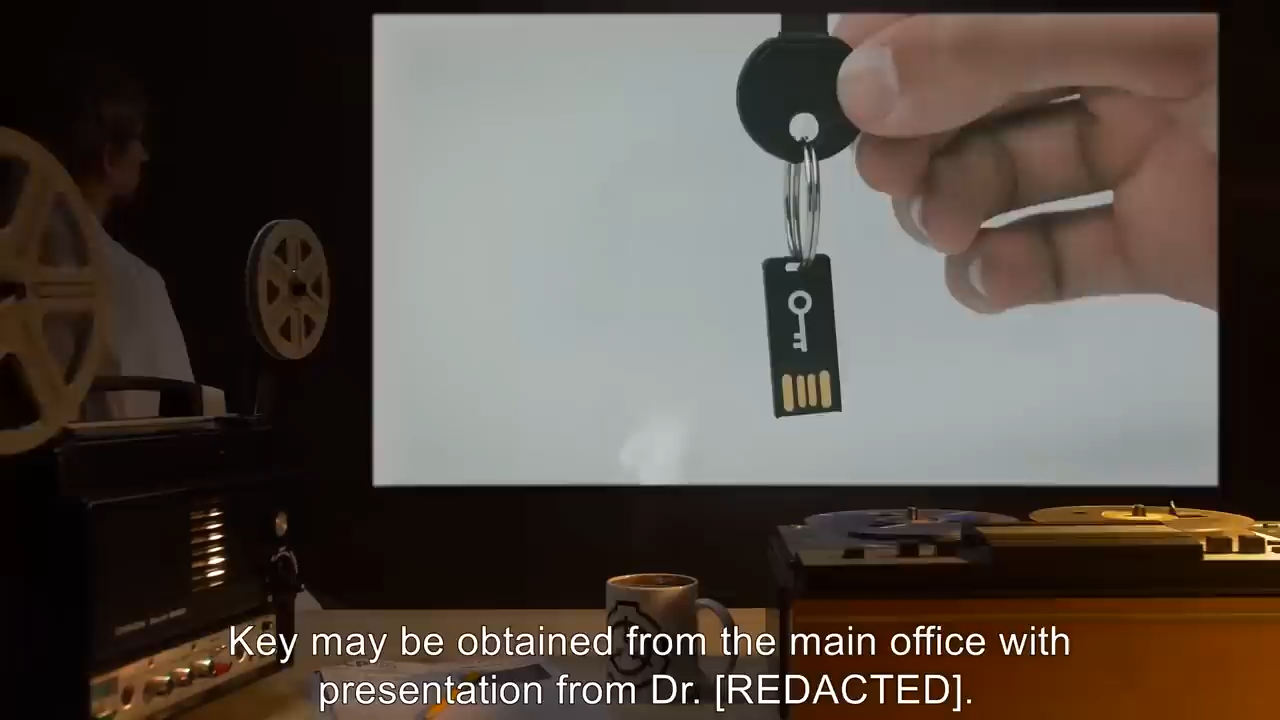 Key may be obtained from the main office with
presentation from Dr. [REDACTED].